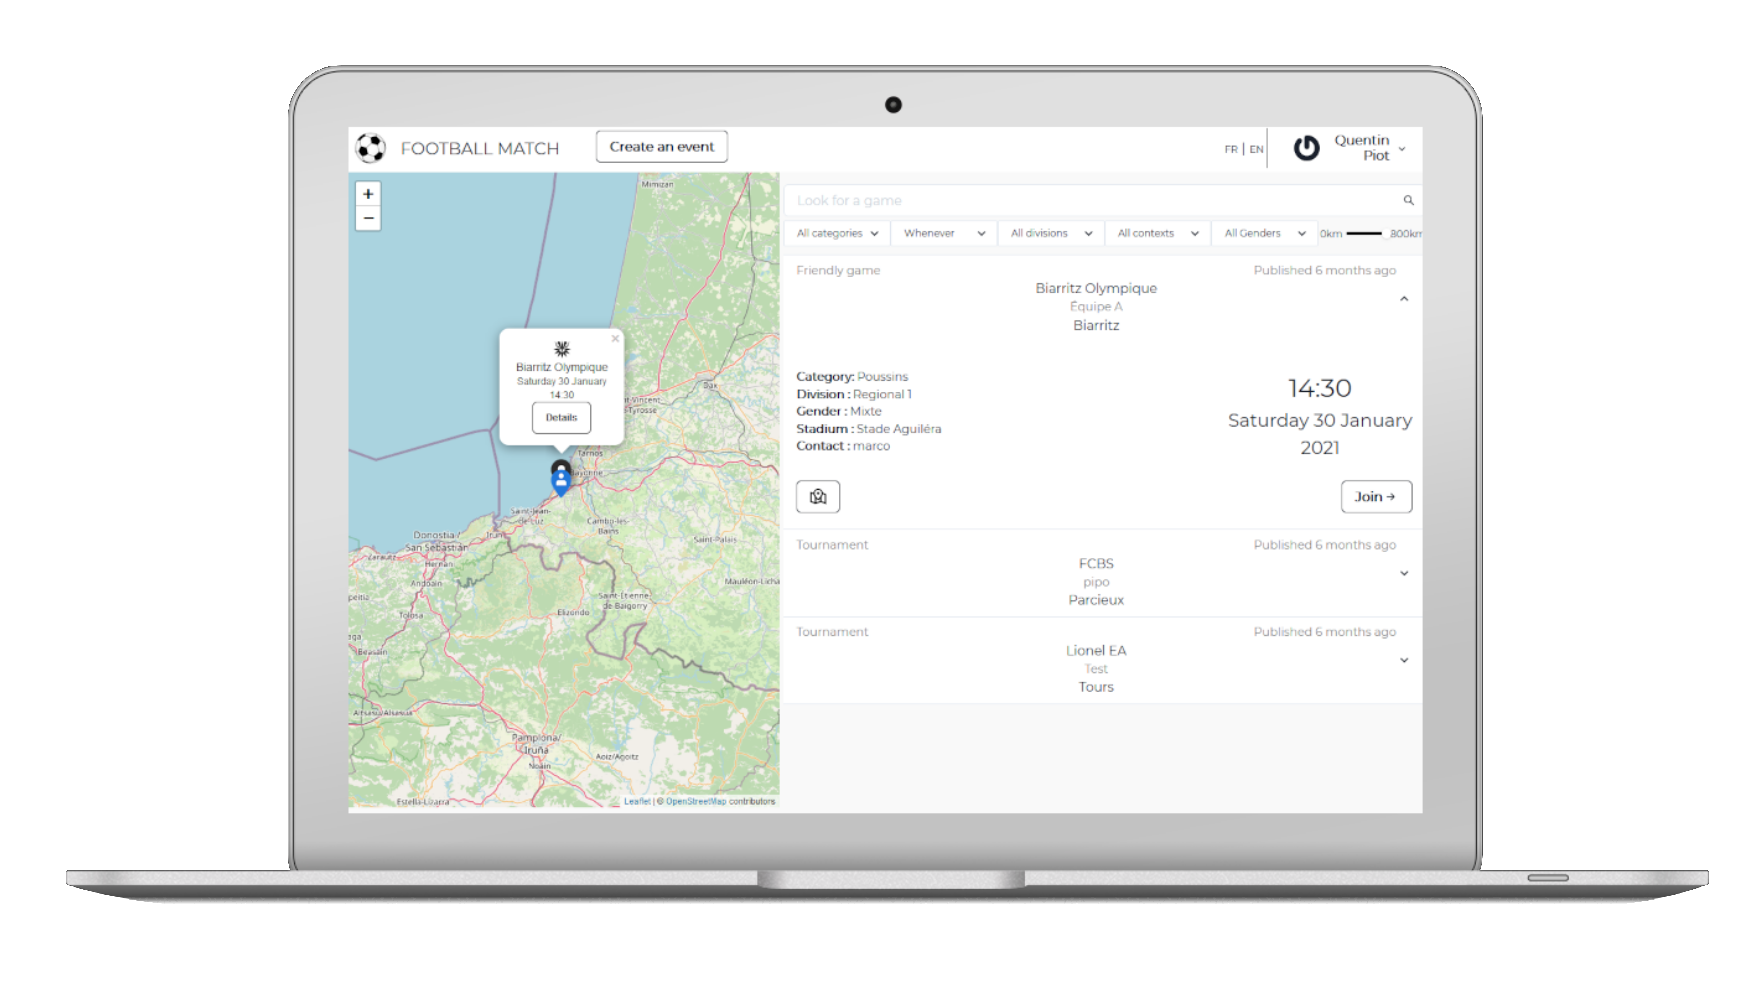 FOOTBALL MATCH
Create an event
FR | EN
Quentin
Piot
+
−
Look for a game
All categories
Whenever
All divisions
All contexts
All Genders
0km
800km
Friendly game
Published 6 months ago
Biarritz Olympique
Équipe A
Biarritz
Category: Poussins
Division : Regional 1
Gender : Mixte
Stadium : Stade Aguiléra
Contact : marco
14:30
Saturday 30 January
2021
Join →
Tournament
Published 6 months ago
FCBS
pipo
Parcieux
Tournament
Published 6 months ago
Lionel EA
Test
Tours
Mimizan
×
Biarritz Olympique
Saturday 30 January
14:30
Details
Dax
nt-Vincent-
-Tyrosse
Tarnos
Bayonne
Saint-Jean-
de-Luz
Cambo-les-
Bains
Saint-Palais
Donostia /
San Sebastián
Irun
Zarautz
Hernani
Andoain
Mauléon-Licha
Saint-Étienne-
de-Baïgorry
Elizondo
Tolosa
Beasain
Altsasu/Alsasua
Pamplona/
Iruña
Noáin
Aoiz/Agoitz
Estella-Lizarra
Leaflet | © OpenStreetMap contributors